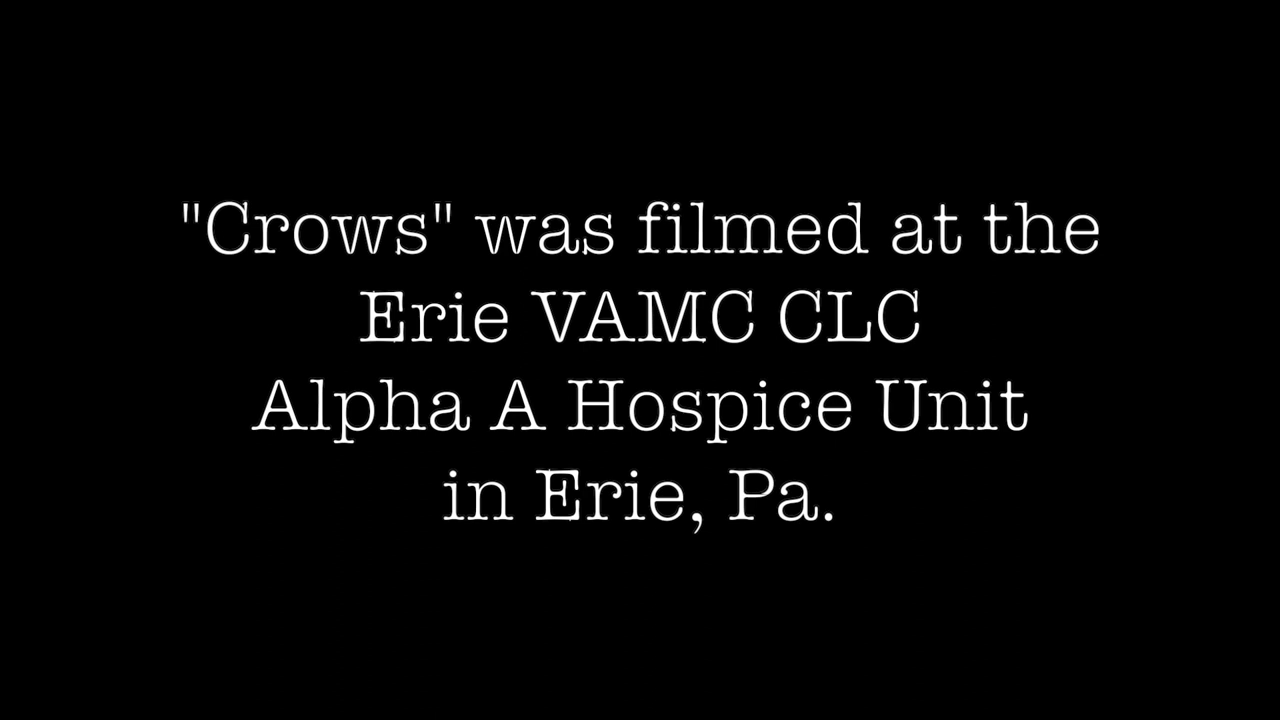 "Crows" was filmed at the
Erie VAMC CLC
Alpha A Hospice Unit
in Erie, Pa.